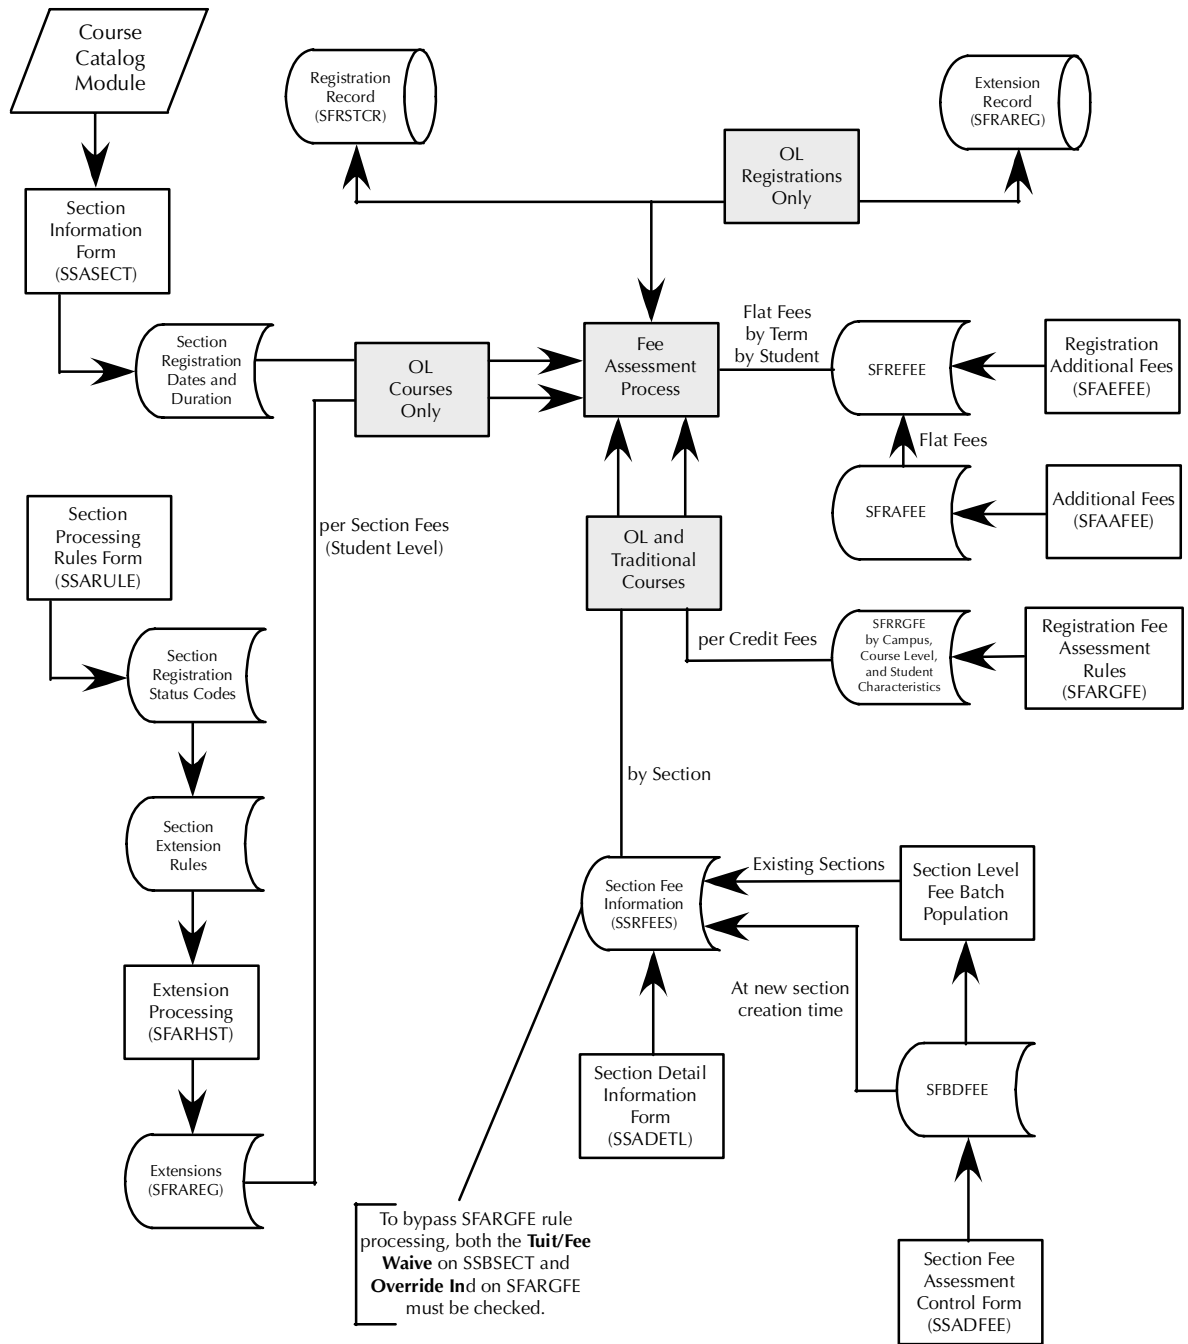 Course
Catalog
Module
Registration
Record
(SFRSTCR)
Extension
Record
(SFRAREG)
OL
Registrations
Only
Section
Information
Form
(SSASECT)
Section
Registration
Dates and
Duration
OL
Courses
Only
Fee
Assessment
Process
Flat Fees
by Term
by Student
SFREFEE
Registration
Additional Fees
(SFAEFEE)
Flat Fees
SFRAFEE
Additional Fees
(SFAAFEE)
Section
Processing
Rules Form
(SSARULE)
per Section Fees
(Student Level)
OL and
Traditional
Courses
per Credit Fees
SFRRGFE
by Campus,
Course Level,
and Student
Characteristics
Registration Fee
Assessment
Rules
(SFARGFE)
Section
Registration
Status Codes
by Section
Section
Extension
Rules
Section Fee
Information
(SSRFEES)
Existing Sections
Section Level
Fee Batch
Population
At new section
creation time
Extension
Processing
(SFARHST)
Section Detail
Information
Form
(SSADETL)
SFBDFEE
Extensions
(SFRAREG)
To bypass SFARGFE rule
processing, both the Tuit/Fee
Waive on SSBSECT and
Override Ind on SFARGFE
must be checked.
Section Fee
Assessment
Control Form
(SSADFEE)